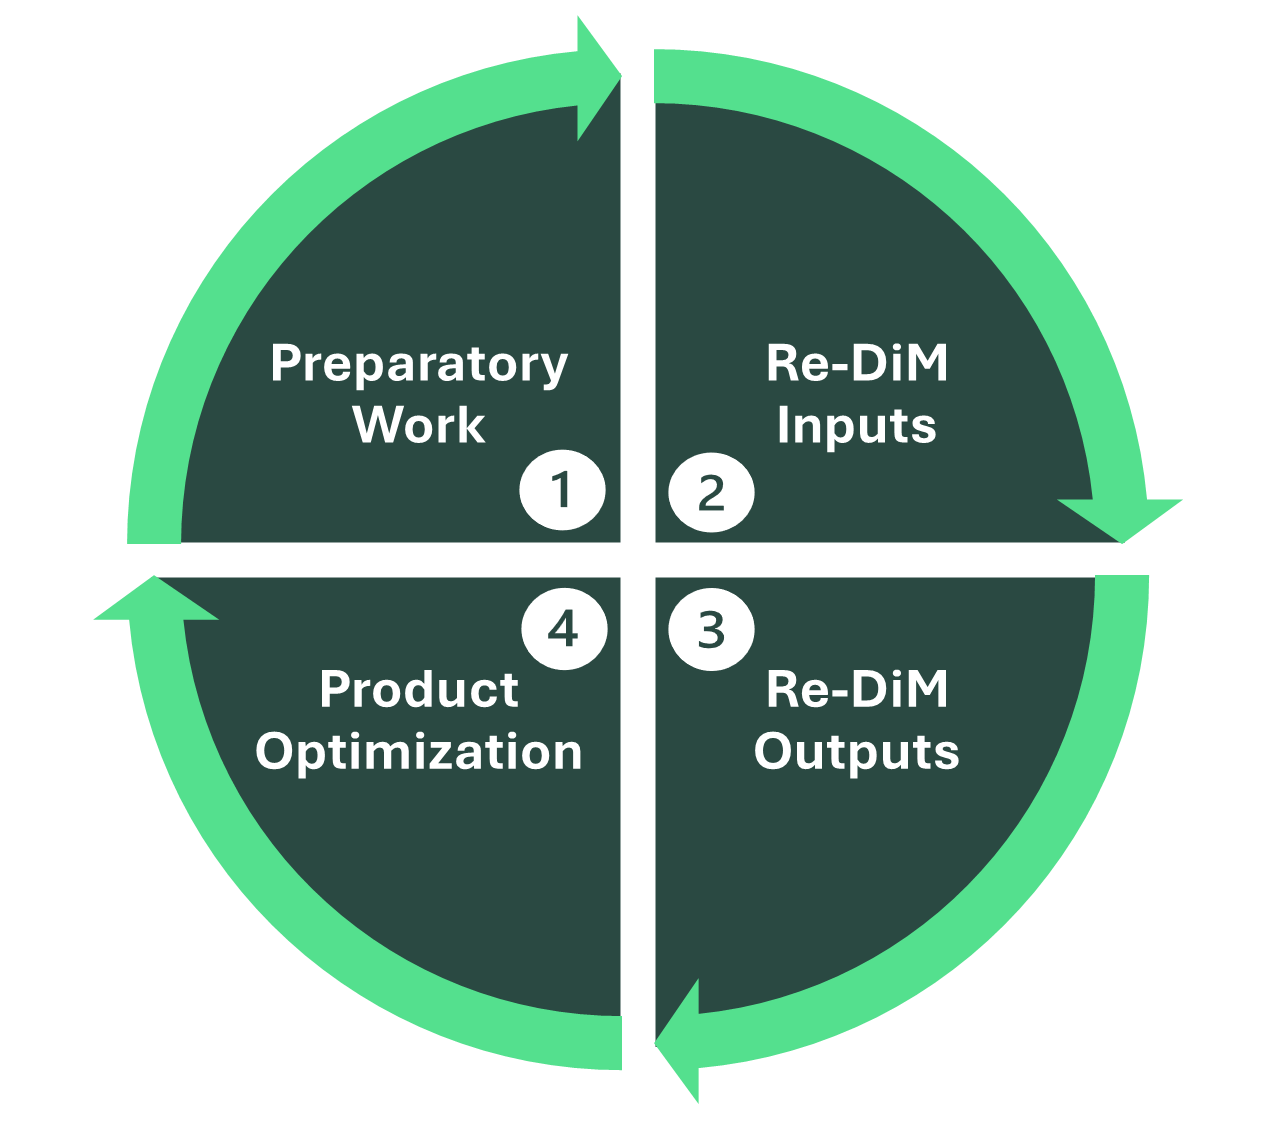 Preparatory
Work
1
Re-DiM
Inputs
2
3
Re-DiM
Outputs
4
Product
Optimization